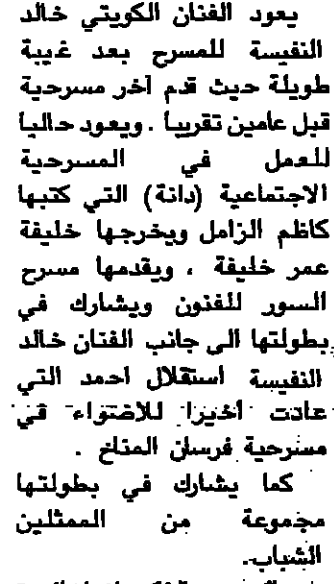 يعود الفنان الكويتي خالد
النفيسة للمسرح بعد غيبة
طويلة حيث قدم آخر مسرحية
قبل عامين تقريبا . ويعود حاليا
للعمل في المسرحية
الاجتماعية (دانة) التي كتبها
كاظم الزامل ويخرجها خليفة
عمر خليفة ، ويقدمها مسرح
السور للفنون ويشارك في
بطولتها الى جانب الفنان خالد
النفيسة استقلال احمد التي
عادت أخيرا للأضواء في
مسرحية فرسان المناخ .
كما يشارك في بطولتها
مجموعة من الممثلين
الشباب.